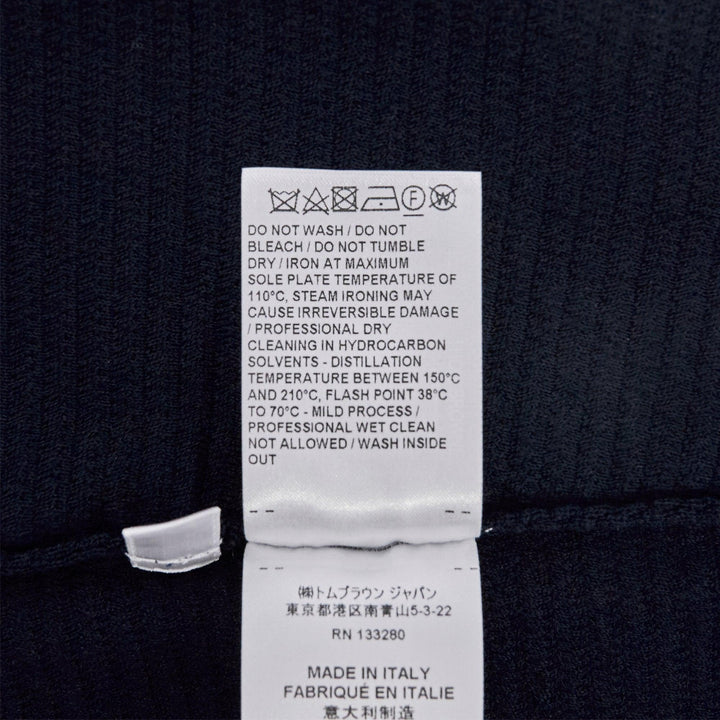 DO NOT WASH / DO NOT
BLEACH / DO NOT TUMBLE
DRY / IRON AT MAXIMUM
SOLE PLATE TEMPERATURE OF
110°C, STEAM IRONING MAY
CAUSE IRREVERSIBLE DAMAGE
/ PROFESSIONAL DRY
CLEANING IN HYDROCARBON
SOLVENTS - DISTILLATION
TEMPERATURE BETWEEN 150°C
AND 210°C, FLASH POINT 38°C
TO 70°C - MILD PROCESS /
PROFESSIONAL WET CLEAN
NOT ALLOWED / WASH INSIDE
OUT
㈱トムブラウン ジャパン
東京都港区南青山5-3-22
RN 133280
MADE IN ITALY
FABRIQUÉ EN ITALIE
意大利制造